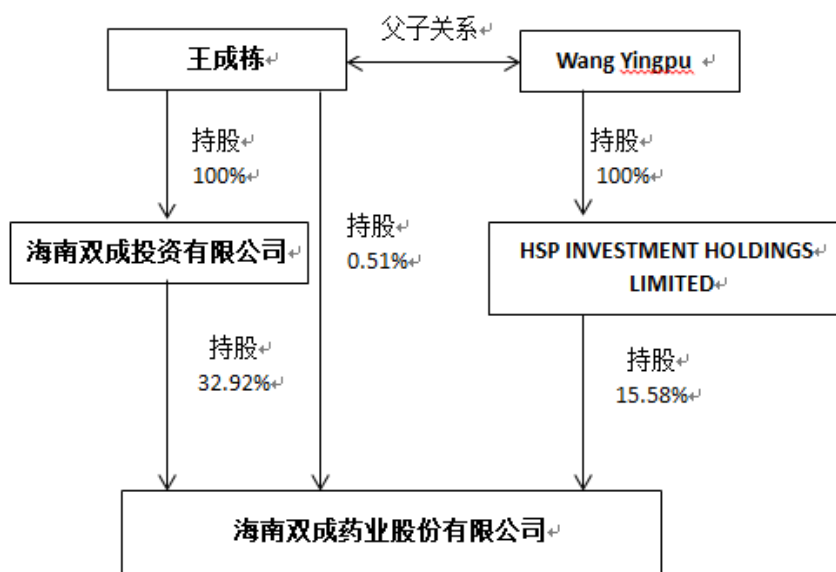 父子关系
王成栋
Wang Yingpu
持股
100%
持股
100%
持股
0.51%
海南双成投资有限公司
HSP INVESTMENT HOLDINGS
LIMITED
持股
32.92%
持股
15.58%
海南双成药业股份有限公司